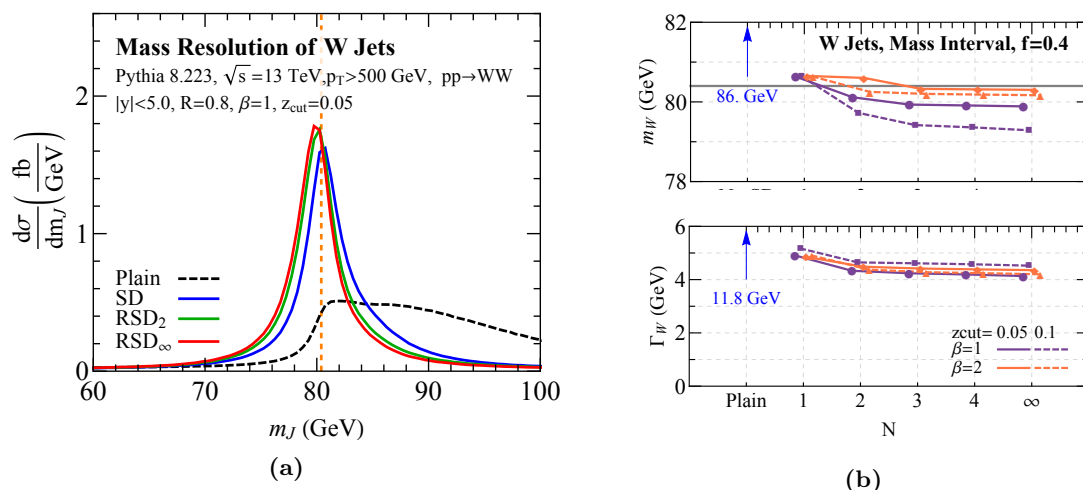 Mass Resolution of W Jets
Pythia 8.223, √s =13 TeV,pT>500 GeV, pp→WW
|y|<5.0, R=0.8, β=1, zcut=0.05
dσ/dmJ (fb/GeV)
2
1
0
Plain
SD
RSD2
RSD∞
60 70 80 90 100
mJ (GeV)
(a)
W Jets, Mass Interval, f=0.4
mW (GeV)
82
80
78
86. GeV
ΓW (GeV)
6
4
2
0
11.8 GeV
zcut= 0.05 0.1
β=1
β=2
Plain 1 2 3 4 ∞
N
(b)